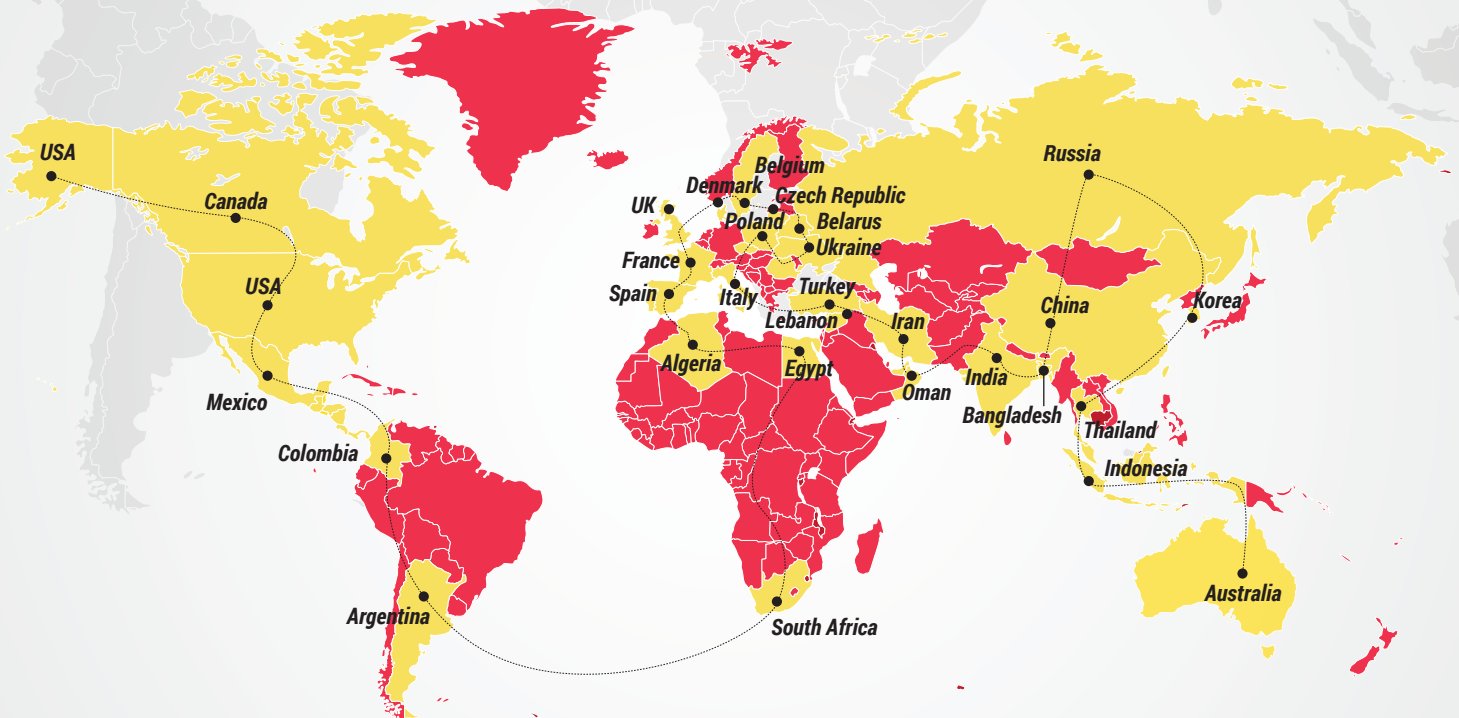 USA
Canada
USA
Mexico
Colombia
Argentina
South Africa
UK
Denmark
Belgium
Czech Republic
Poland
Belarus
Ukraine
France
Spain
Italy
Turkey
Lebanon
Algeria
Egypt
Iran
Oman
Russia
China
Korea
India
Bangladesh
Thailand
Indonesia
Australia